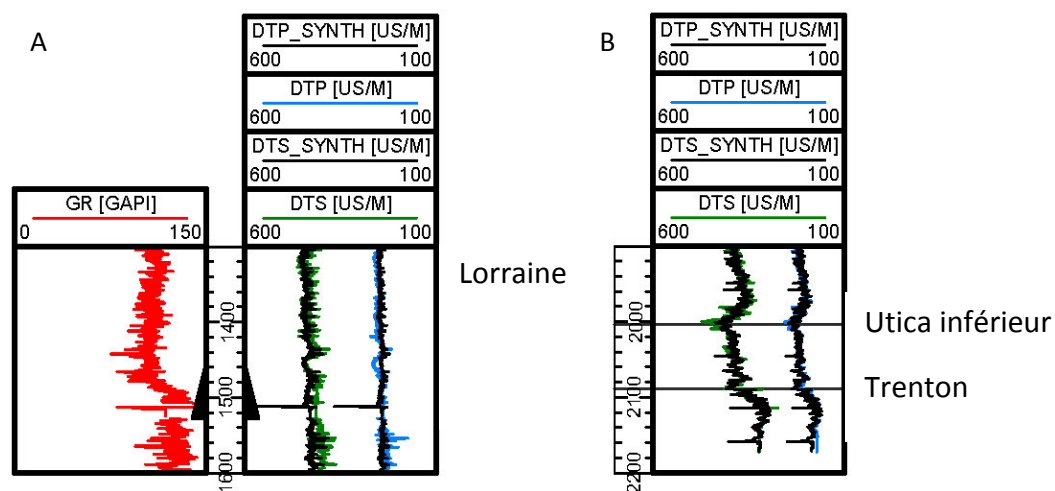 A
DTP_SYNTH [US/M]
600 100
DTP [US/M]
600 100
DTS_SYNTH [US/M]
600 100
GR [GAPI]
0 150
DTS [US/M]
600 100
1400
1500
1600
Lorraine
B
DTP_SYNTH [US/M]
600 100
DTP [US/M]
600 100
DTS_SYNTH [US/M]
600 100
DTS [US/M]
600 100
2000
2100
2200
Utica inférieur
Trenton